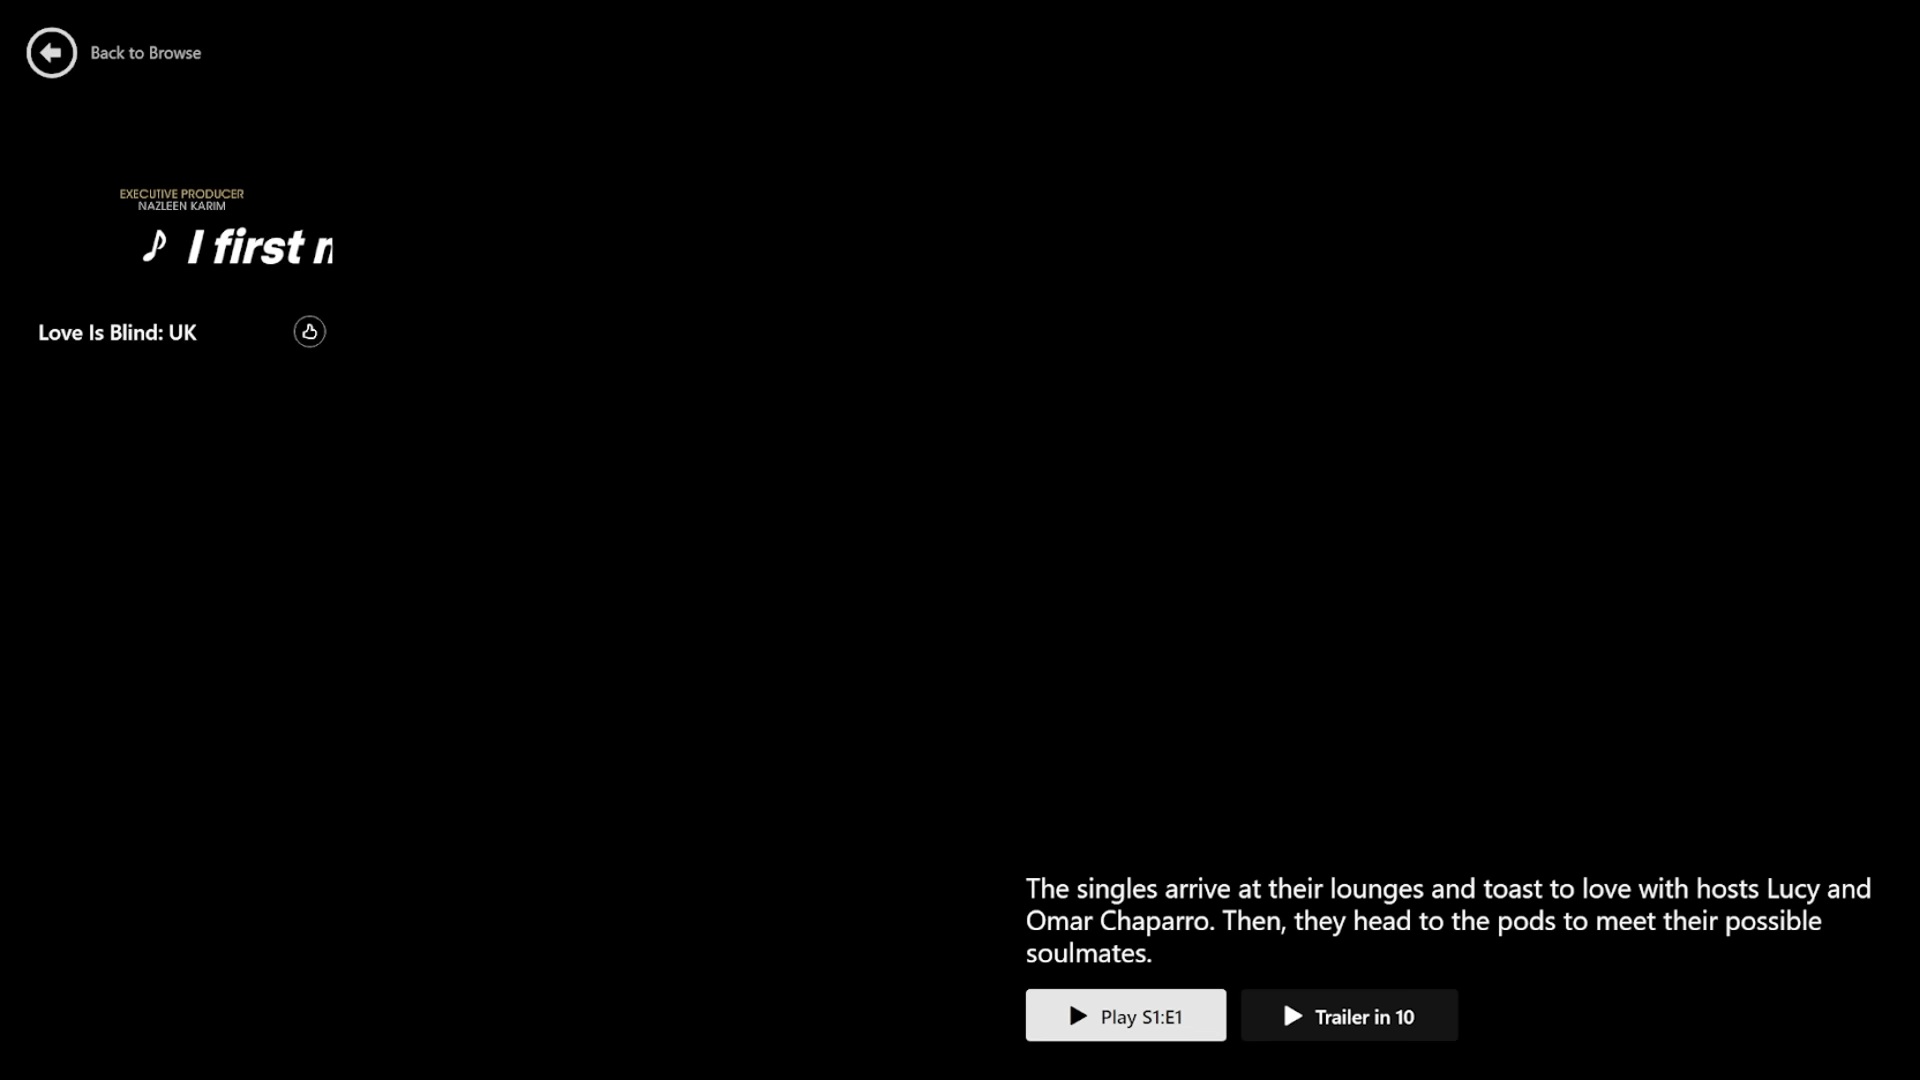 Back to Browse
EXECUTIVE PRODUCER
NAZLEEN KARIM
♪ I first
Love Is Blind: UK
The singles arrive at their lounges and toast to love with hosts Lucy and
Omar Chaparro. Then, they head to the pods to meet their possible
soulmates.
Play S1:E1
Trailer in 10